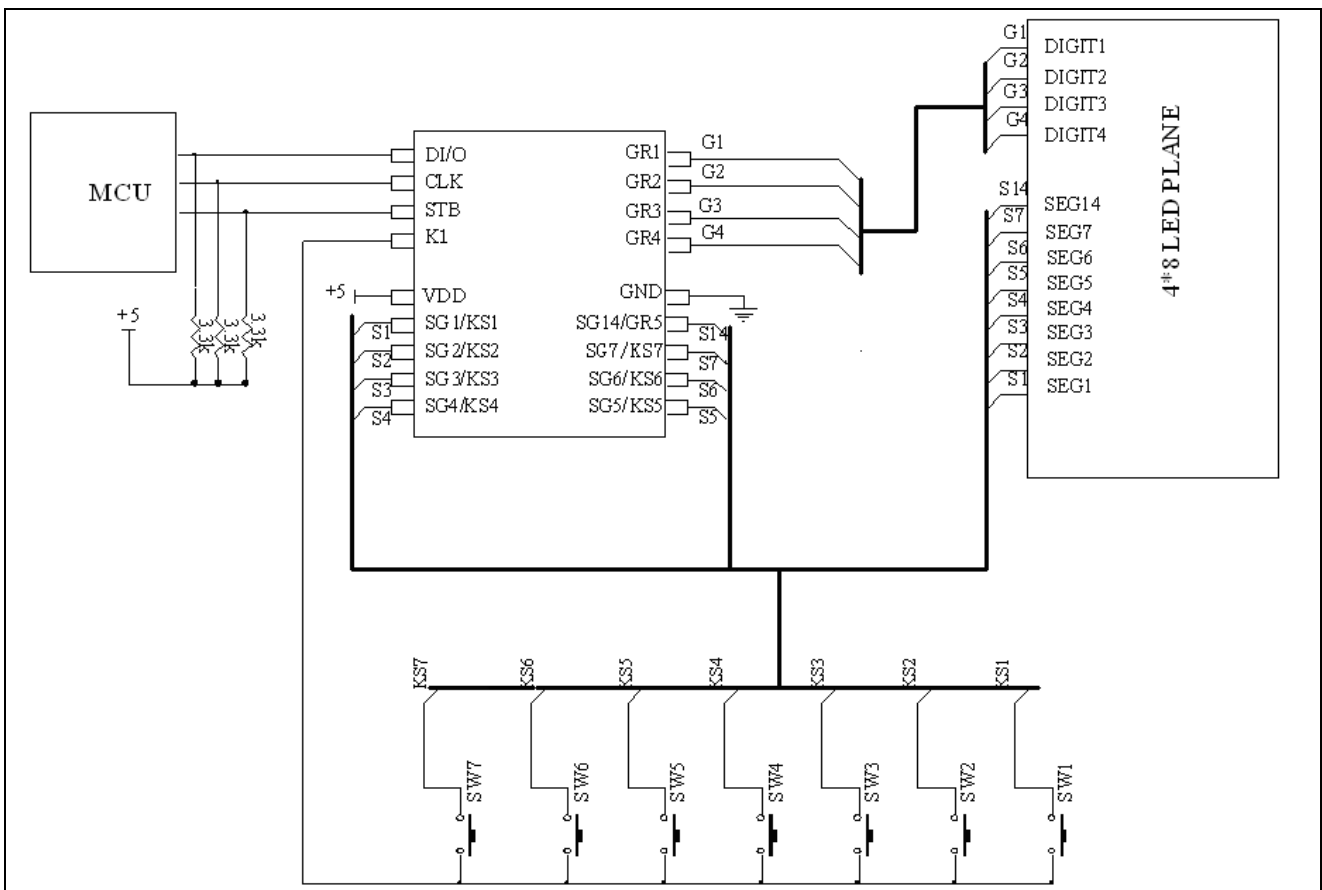 MCU
+5
3.3k
3.3k
3.3k
DI/O
CLK
STB
K1
+5
VDD
SG1/KS1
SG2/KS2
SG3/KS3
SG4/KS4
S1
S2
S3
S4
GR1
GR2
GR3
GR4
GND
SG14/GR5
SG7/KS7
SG6/KS6
SG5/KS5
G1
G2
G3
G4
S14
S7
S6
S5
G1
G2
G3
G4
DIGIT1
DIGIT2
DIGIT3
DIGIT4
S14
S7
S6
S5
S4
S3
S2
S1
SEG14
SEG7
SEG6
SEG5
SEG4
SEG3
SEG2
SEG1
4*8 LED PLANE
KS7
KS6
KS5
KS4
KS3
KS2
KS1
SW7
SW6
SW5
SW4
SW3
SW2
SW1